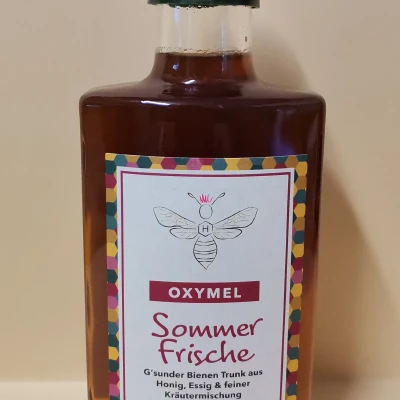 H
OXYMEL
Sommer
Frische
G'sunder Bienen Trunk aus
Honig, Essig & feiner
Kräutermischung